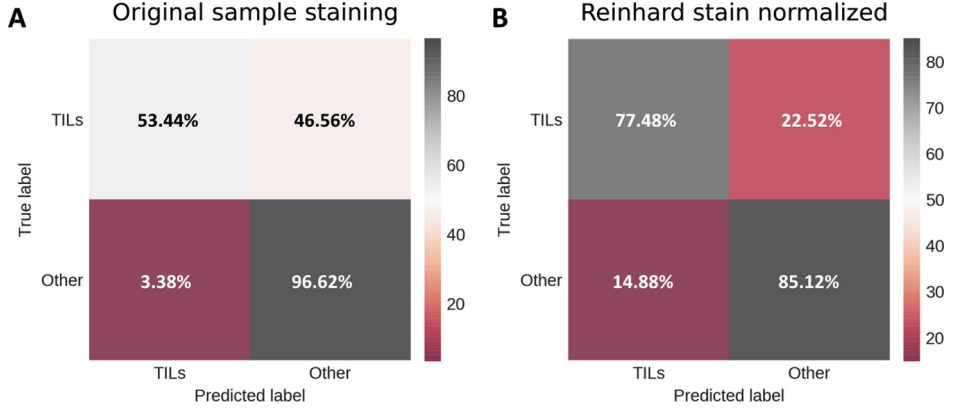 A
Original sample staining
TILs
53.44%
46.56%
Other
3.38%
96.62%
TILs
Other
Predicted label
True label
80
60
40
20
B
Reinhard stain normalized
TILs
77.48%
22.52%
Other
14.88%
85.12%
TILs
Other
Predicted label
True label
80
70
60
50
40
30
20